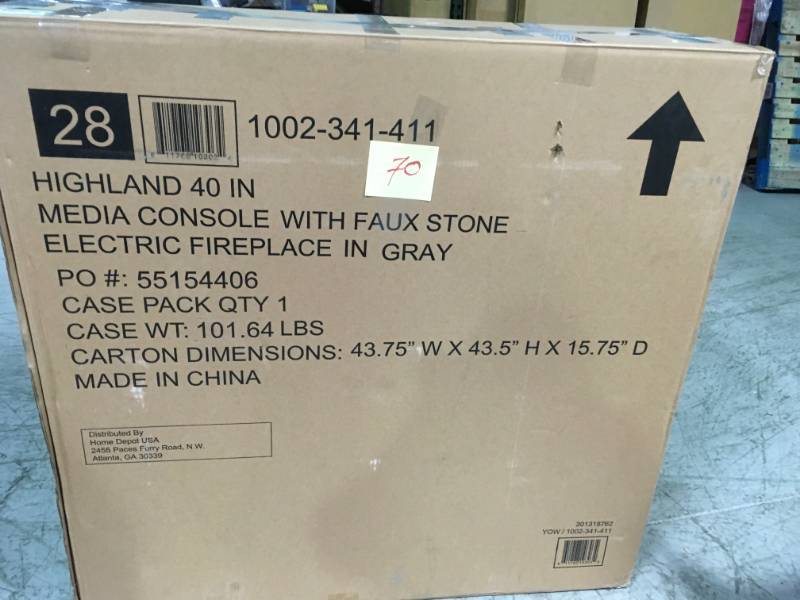 28
1002-341-411
70
HIGHLAND 40 IN
MEDIA CONSOLE WITH FAUX STONE
ELECTRIC FIREPLACE IN GRAY
PO #: 55154406
CASE PACK QTY 1
CASE WT: 101.64 LBS
CARTON DIMENSIONS: 43.75" W X 43.5" H X 15.75" D
MADE IN CHINA
Distributed By
Home Depot USA
2455 Paces Furry Road, N.W.
Atlanta, GA 30339
301318762
YOW / 1002-341-411